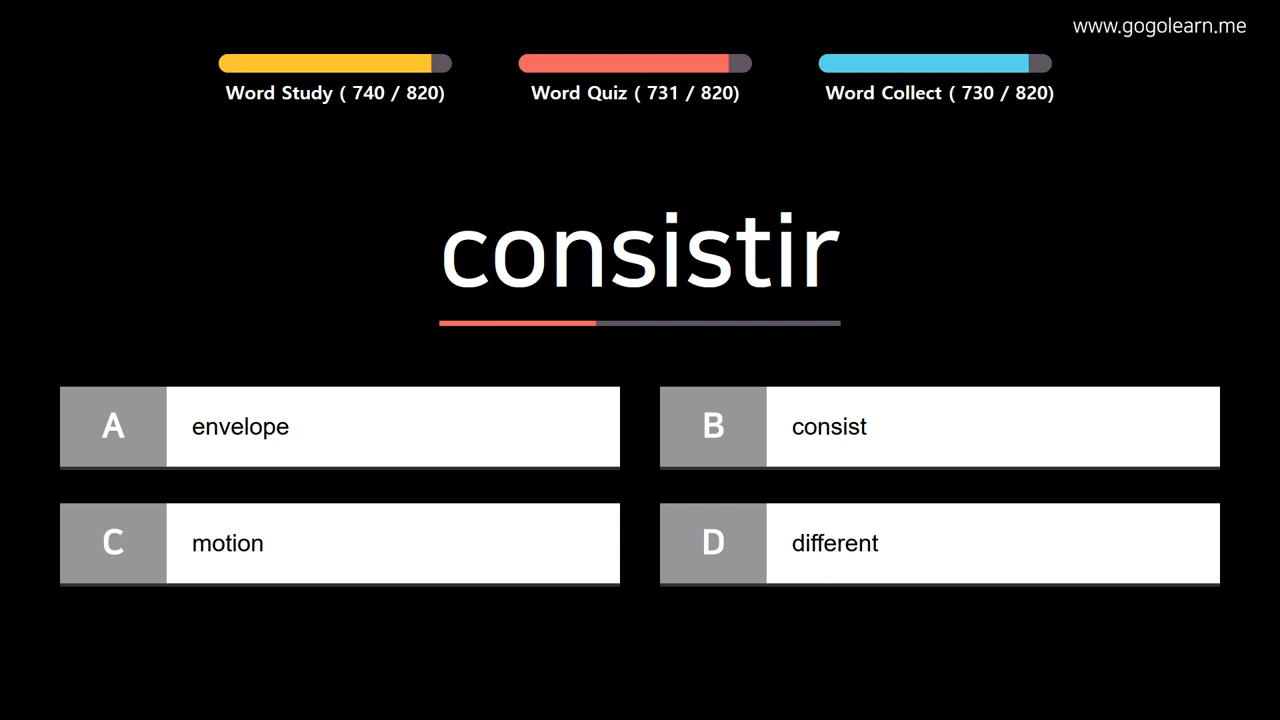 www.gogolearn.me
Word Study ( 740 / 820)
Word Quiz ( 731 / 820)
Word Collect ( 730 / 820)
consistir
A envelope
B consist
C motion
D different